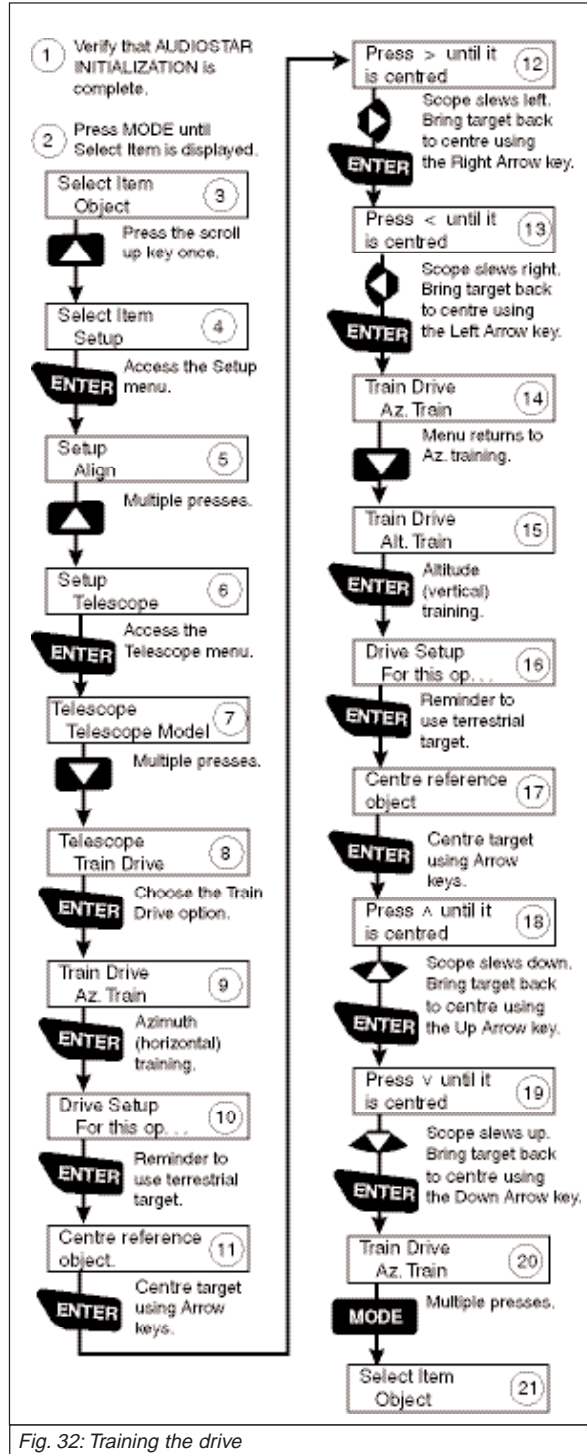 1 Verify that AUDIOSTAR
INITIALIZATION is
complete.
2 Press MODE until
Select Item is displayed.
Select Item
Object 3
Press the scroll
up key once.
Select Item
Setup 4
ENTER
Access the Setup
menu.
Setup
Align 5
Multiple presses.
Setup
Telescope 6
ENTER
Access the
Telescope menu.
Telescope
Telescope Model 7
Multiple presses.
Telescope
Train Drive 8
ENTER
Choose the Train
Drive option.
Train Drive
Az. Train 9
ENTER
Azimuth
(horizontal)
training.
Drive Setup
For this op... 10
ENTER
Reminder to
use terrestrial
target.
Centre reference
object. 11
ENTER
Centre target
using Arrow
keys.
Press > until it
is centred 12
Scope slews left.
Bring target back
to centre using
the Right Arrow key.
ENTER
Press < until it
is centred 13
Scope slews right.
Bring target back
to centre using
the Left Arrow key.
ENTER
Train Drive
Az. Train 14
Menu returns to
Az. training.
Train Drive
Alt. Train 15
ENTER
Altitude
(vertical)
training.
Drive Setup
For this op... 16
ENTER
Reminder to
use terrestrial
target.
Centre reference
object 17
ENTER
Centre target
using Arrow
keys.
Press ^ until it
is centred 18
Scope slews down.
Bring target back
to centre using
the Up Arrow key.
ENTER
Press v until it
is centred 19
Scope slews up.
Bring target back
to centre using
the Down Arrow key.
ENTER
Train Drive
Az. Train 20
MODE
Multiple presses.
Select Item
Object 21
Fig. 32: Training the drive